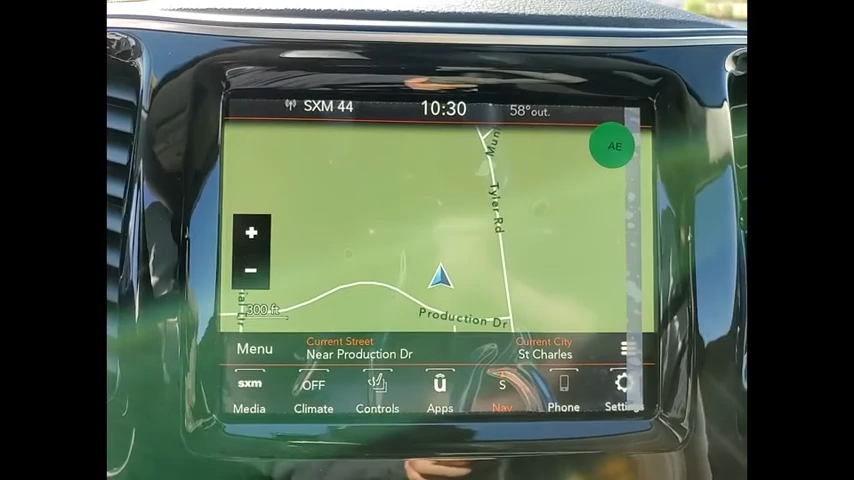 SXM 44
10:30
58° out.
AE
Muni
Tyler Rd
+
-
300 ft
Production Dr
Menu
Current Street
Near Production Dr
Current City
St Charles
sxm
Media
OFF
Climate
Controls
û
Apps
S
Nav
Phone
Settings